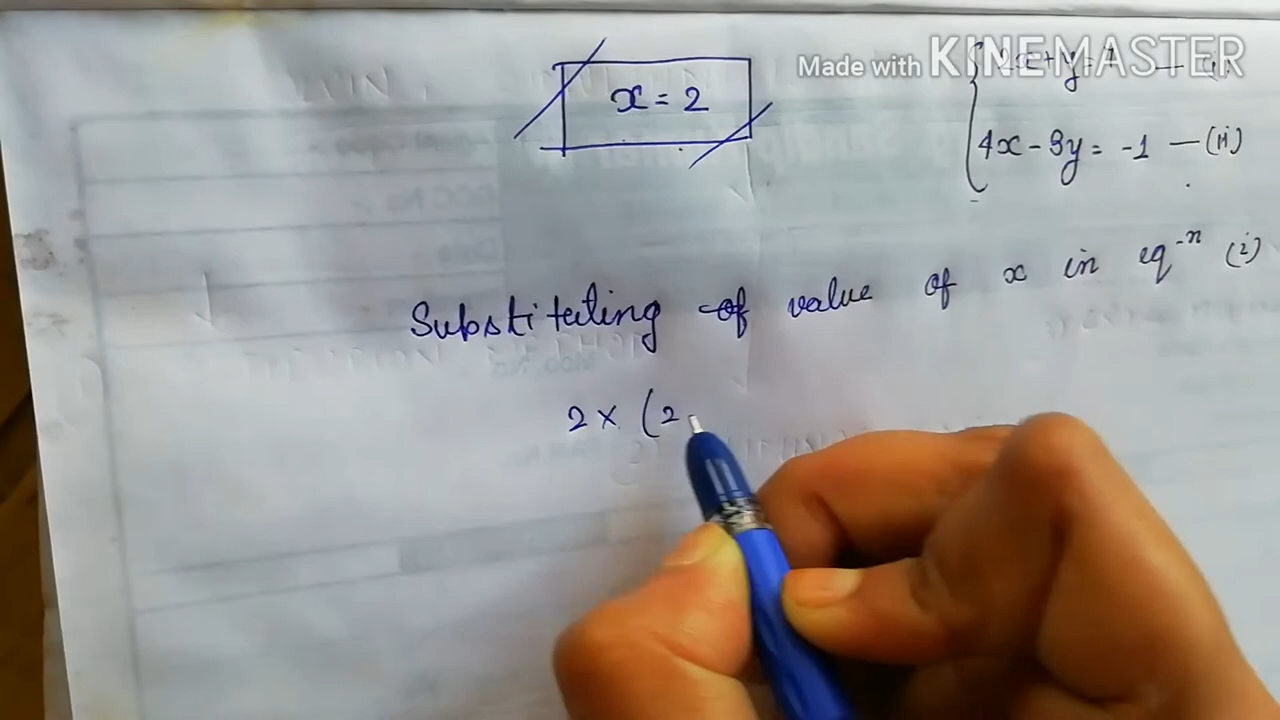 Made with KINEMASTER
x = 2
4x - 3y = -1 — (ii)
Substituting of value of x in eq-n (i)
2 × (2